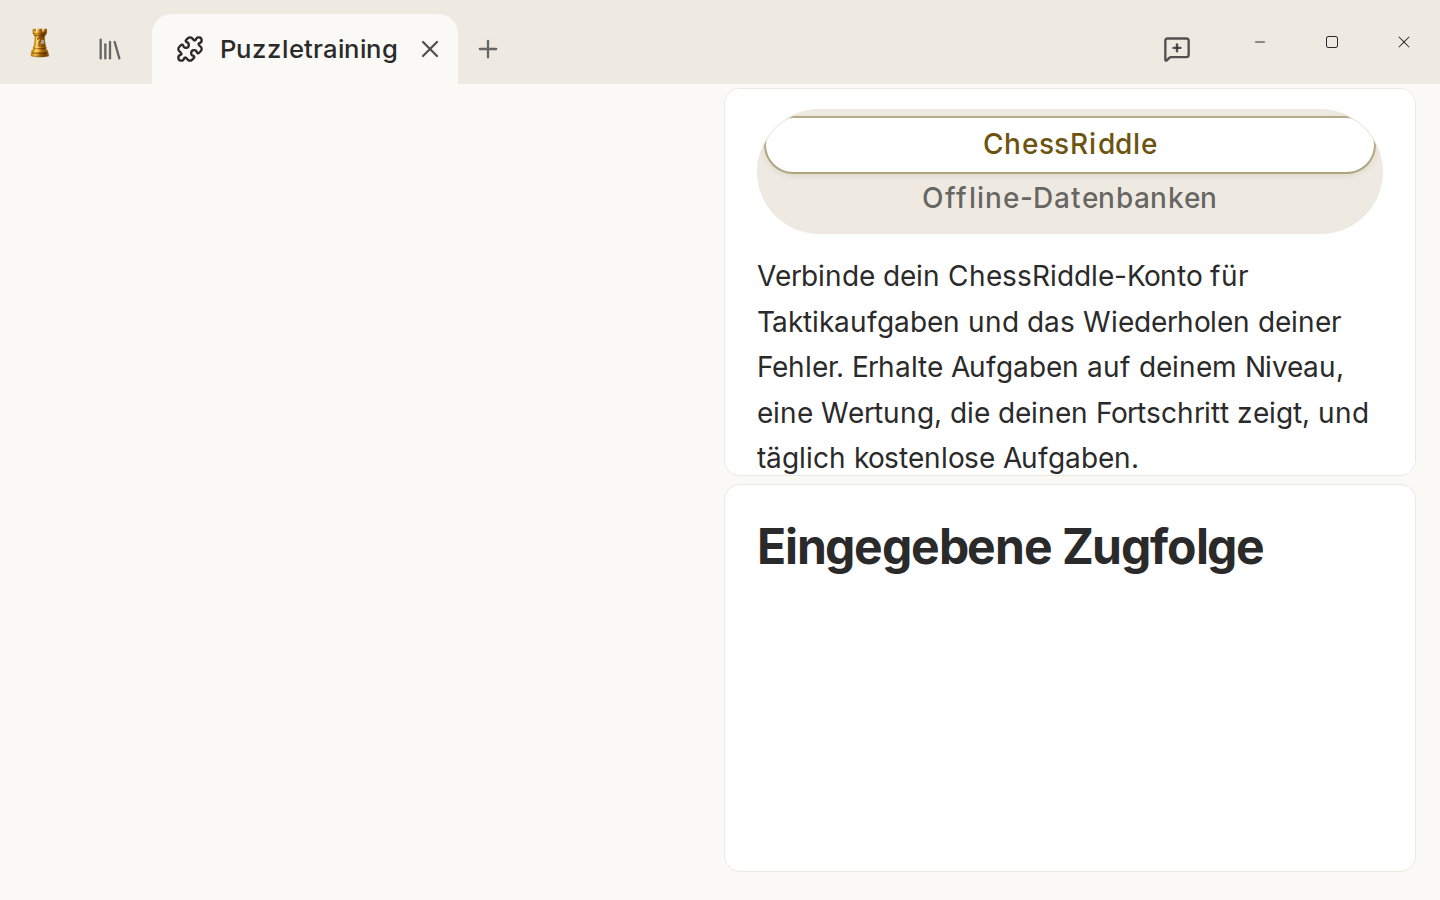 Puzzletraining
ChessRiddle
Offline-Datenbanken
Verbinde dein ChessRiddle-Konto für
Taktikaufgaben und das Wiederholen deiner
Fehler. Erhalte Aufgaben auf deinem Niveau,
eine Wertung, die deinen Fortschritt zeigt, und
täglich kostenlose Aufgaben.
Eingegebene Zugfolge